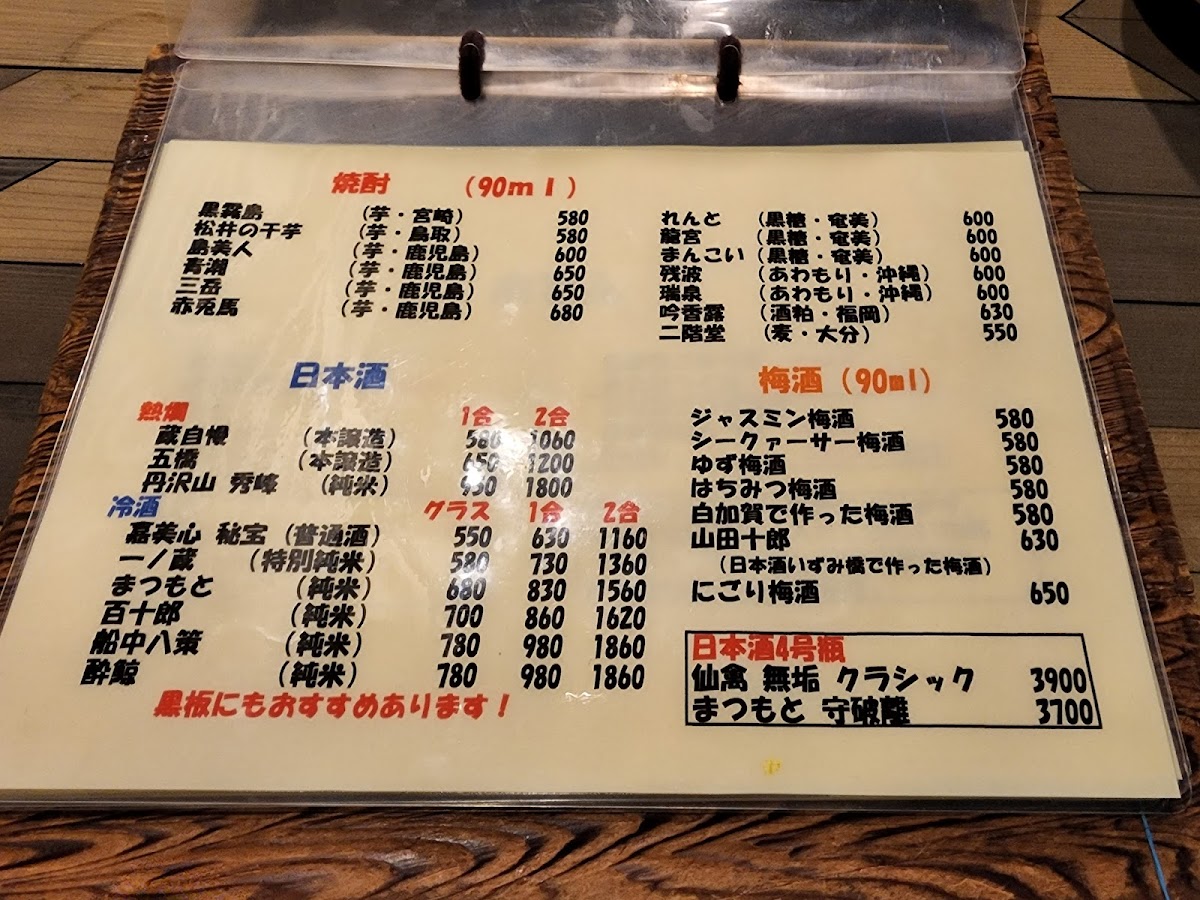 焼酎 (90ml)
黒霧島 (芋・宮崎) 580
松井の干芋 (芋・鳥取) 580
島美人 (芋・鹿児島) 600
青潮 (芋・鹿児島) 650
三岳 (芋・鹿児島) 650
赤兎馬 (芋・鹿児島) 680
れんと (黒糖・奄美) 600
龍宮 (黒糖・奄美) 600
まんこい (黒糖・奄美) 600
残波 (あわもり・沖縄) 600
瑞泉 (あわもり・沖縄) 600
吟香露 (酒粕・福岡) 630
二階堂 (麦・大分) 550
日本酒
熱燗 1合 2合
蔵自慢 (本醸造) 580 1060
五橋 (本醸造) 650 1200
丹沢山 秀峰 (純米) 930 1800
冷酒 グラス 1合 2合
嘉美心 秘宝 (普通酒) 550 630 1160
一ノ蔵 (特別純米) 580 730 1360
まつもと (純米) 680 830 1560
百十郎 (純米) 700 860 1620
船中八策 (純米) 780 980 1860
酔鯨 (純米) 780 980 1860
黒板にもおすすめあります!
梅酒 (90ml)
ジャスミン梅酒 580
シークァーサー梅酒 580
ゆず梅酒 580
はちみつ梅酒 580
白加賀で作った梅酒 580
山田十郎 630
(日本酒いずみ橋で作った梅酒)
にごり梅酒 650
日本酒4号瓶
仙禽 無垢 クラシック 3900
まつもと 守破離 3700